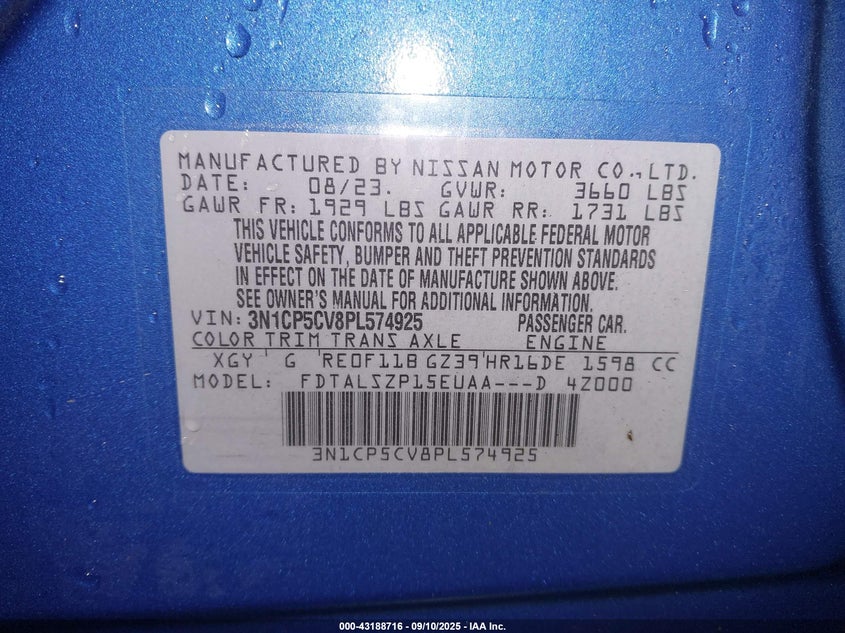 MANUFACTURED BY NISSAN MOTOR CO., LTD.
DATE: 08/23. GVWR: 3660 LBS
GAWR FR: 1929 LBS GAWR RR: 1731 LBS
THIS VEHICLE CONFORMS TO ALL APPLICABLE FEDERAL MOTOR
VEHICLE SAFETY, BUMPER AND THEFT PREVENTION STANDARDS
IN EFFECT ON THE DATE OF MANUFACTURE SHOWN ABOVE.
SEE OWNER'S MANUAL FOR ADDITIONAL INFORMATION.
VIN: 3N1CP5CV8PL574925 PASSENGER CAR.
COLOR TRIM TRANS AXLE ENGINE
XGY G RE0F11B GZ39 HR16DE 1598 CC
MODEL: FDTALSZP15EUAA---D 4Z000
3N1CP5CV8PL574925
000-43188716 - 09/10/2025 - IAA Inc.